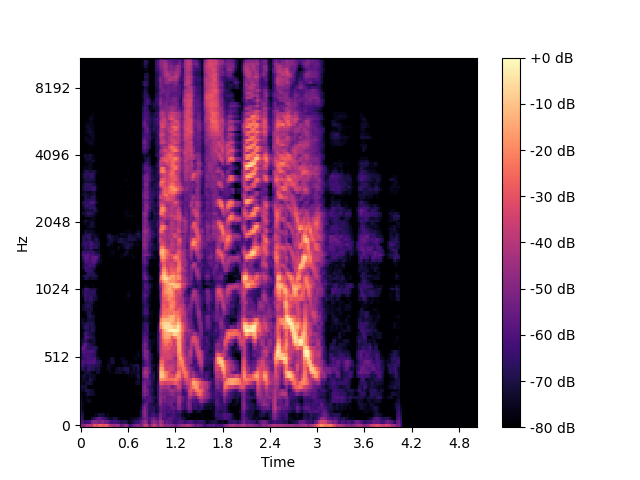 +0 dB
8192
-10 dB
4096
-20 dB
-30 dB
2048
-40 dB
Hz
1024
-50 dB
512
-60 dB
-70 dB
0
-80 dB
0 0.6 1.2 1.8 2.4 3 3.6 4.2 4.8
Time